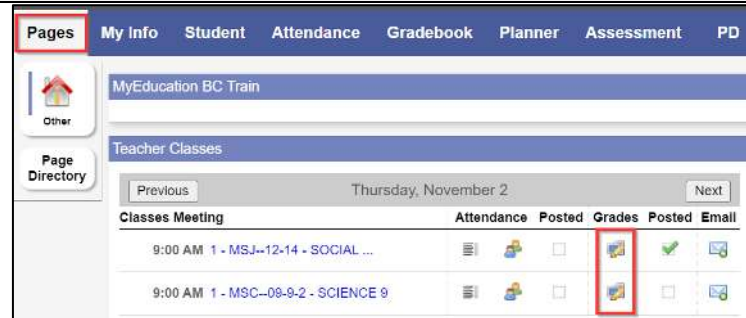 Pages My Info Student Attendance Gradebook Planner Assessment PD
Other
Page
Directory
MyEducation BC Train
Teacher Classes
Previous Thursday, November 2 Next
Classes Meeting Attendance Posted Grades Posted Email
9:00 AM 1 - MSJ--12-14 - SOCIAL ...
9:00 AM 1 - MSC--09-9-2 - SCIENCE 9